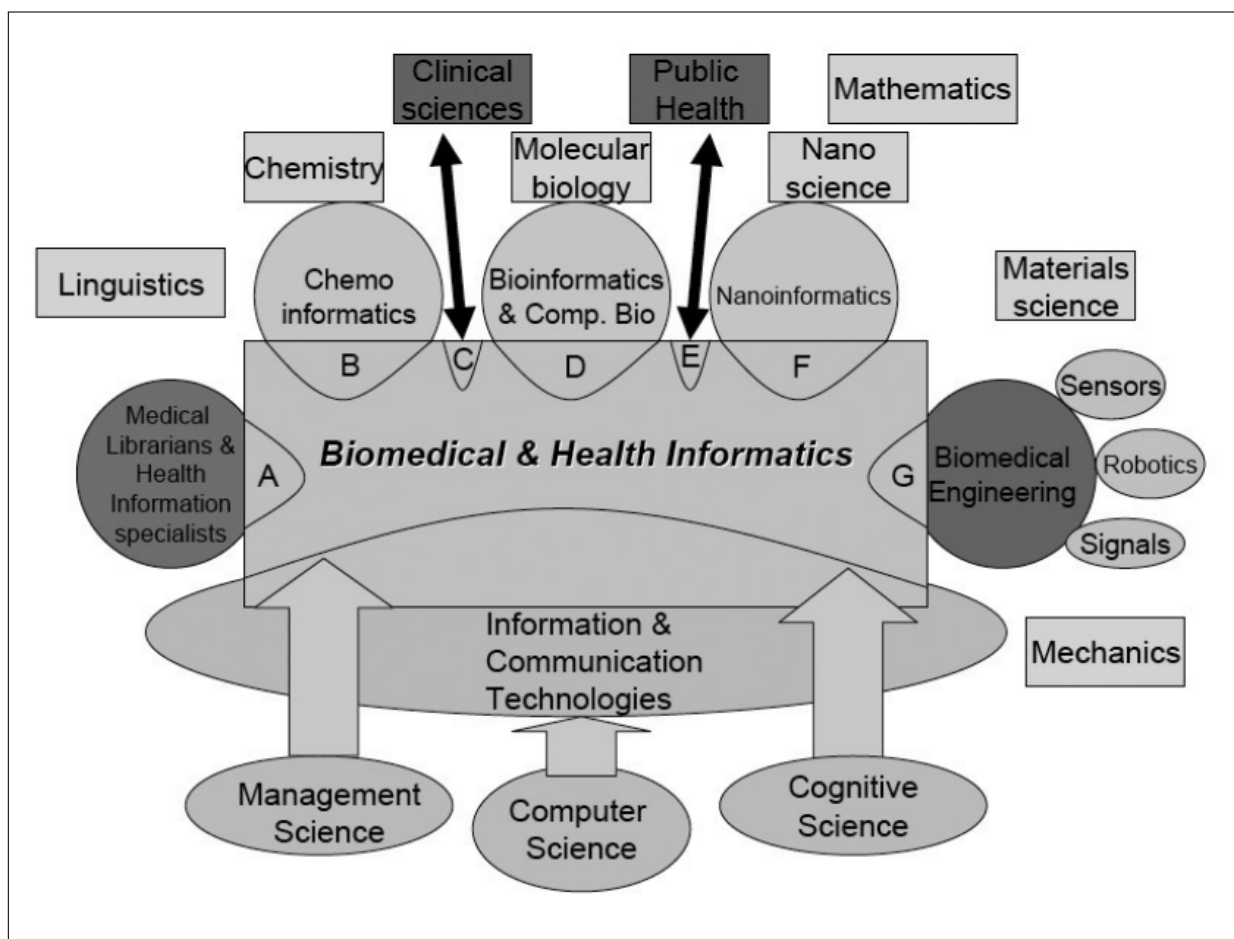 Clinical
sciences
Public
Health
Mathematics
Chemistry
Molecular
biology
Nano
science
Linguistics
Chemo
informatics
Bioinformatics
& Comp. Bio
Nanoinformatics
Materials
science
B
C
D
E
F
Sensors
Medical
Librarians &
Health
Information
specialists
A
Biomedical & Health Informatics
G
Biomedical
Engineering
Robotics
Signals
Information &
Communication
Technologies
Mechanics
Management
Science
Computer
Science
Cognitive
Science